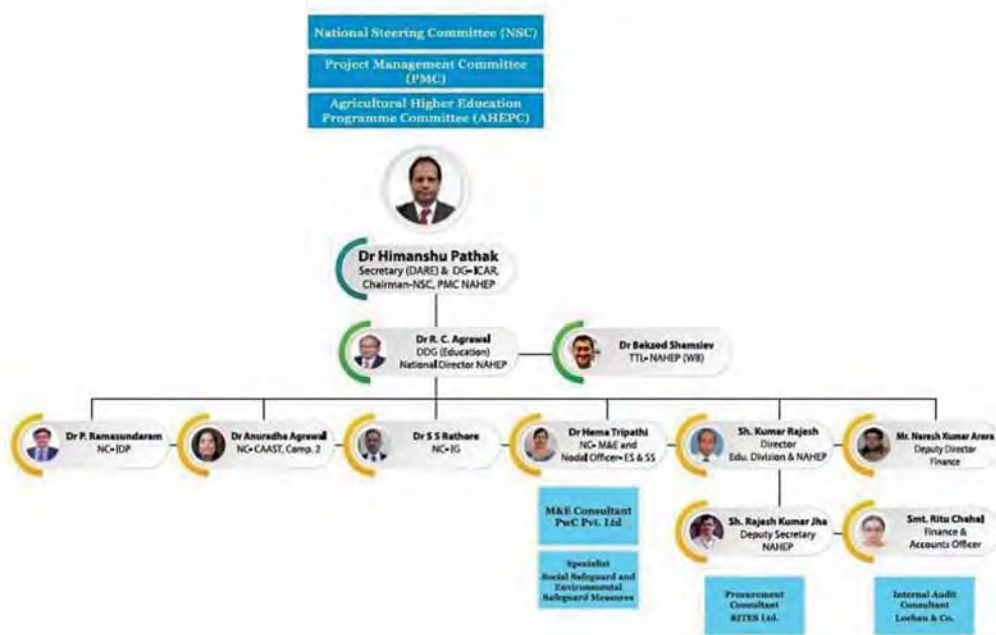 National Steering Committee (NSC)
Project Management Committee
(PMC)
Agricultural Higher Education
Programme Committee (AHEPC)
Dr Himanshu Pathak
Secretary (DARE) & DG-ICAR,
Chairman-NSC, PMC NAHEP
Dr R. C. Agrawal
DDG (Education)
National Director NAHEP
Dr Bekzod Shamsiev
TTL- NAHEP (WB)
Dr P. Ramasundaram
NC-IDP
Dr Anuradha Agrawal
NC-CAAST, Comp. 2
Dr S S Rathore
NC-IG
Dr Hema Tripathi
NC- M&E and
Nodal Officer- ES & SS
Sh. Kumar Rajesh
Director
Edu. Division & NAHEP
Mr. Naresh Kumar Arora
Deputy Director
Finance
M&E Consultant
PwC Pvt. Ltd
Sh. Rajesh Kumar Jha
Deputy Secretary
NAHEP
Smt. Ritu Chahal
Finance &
Accounts Officer
Specialist
Social Safeguard and
Environmental
Safeguard Measures
Procurement
Consultant
RITES Ltd.
Internal Audit
Consultant
Lochan & Co.